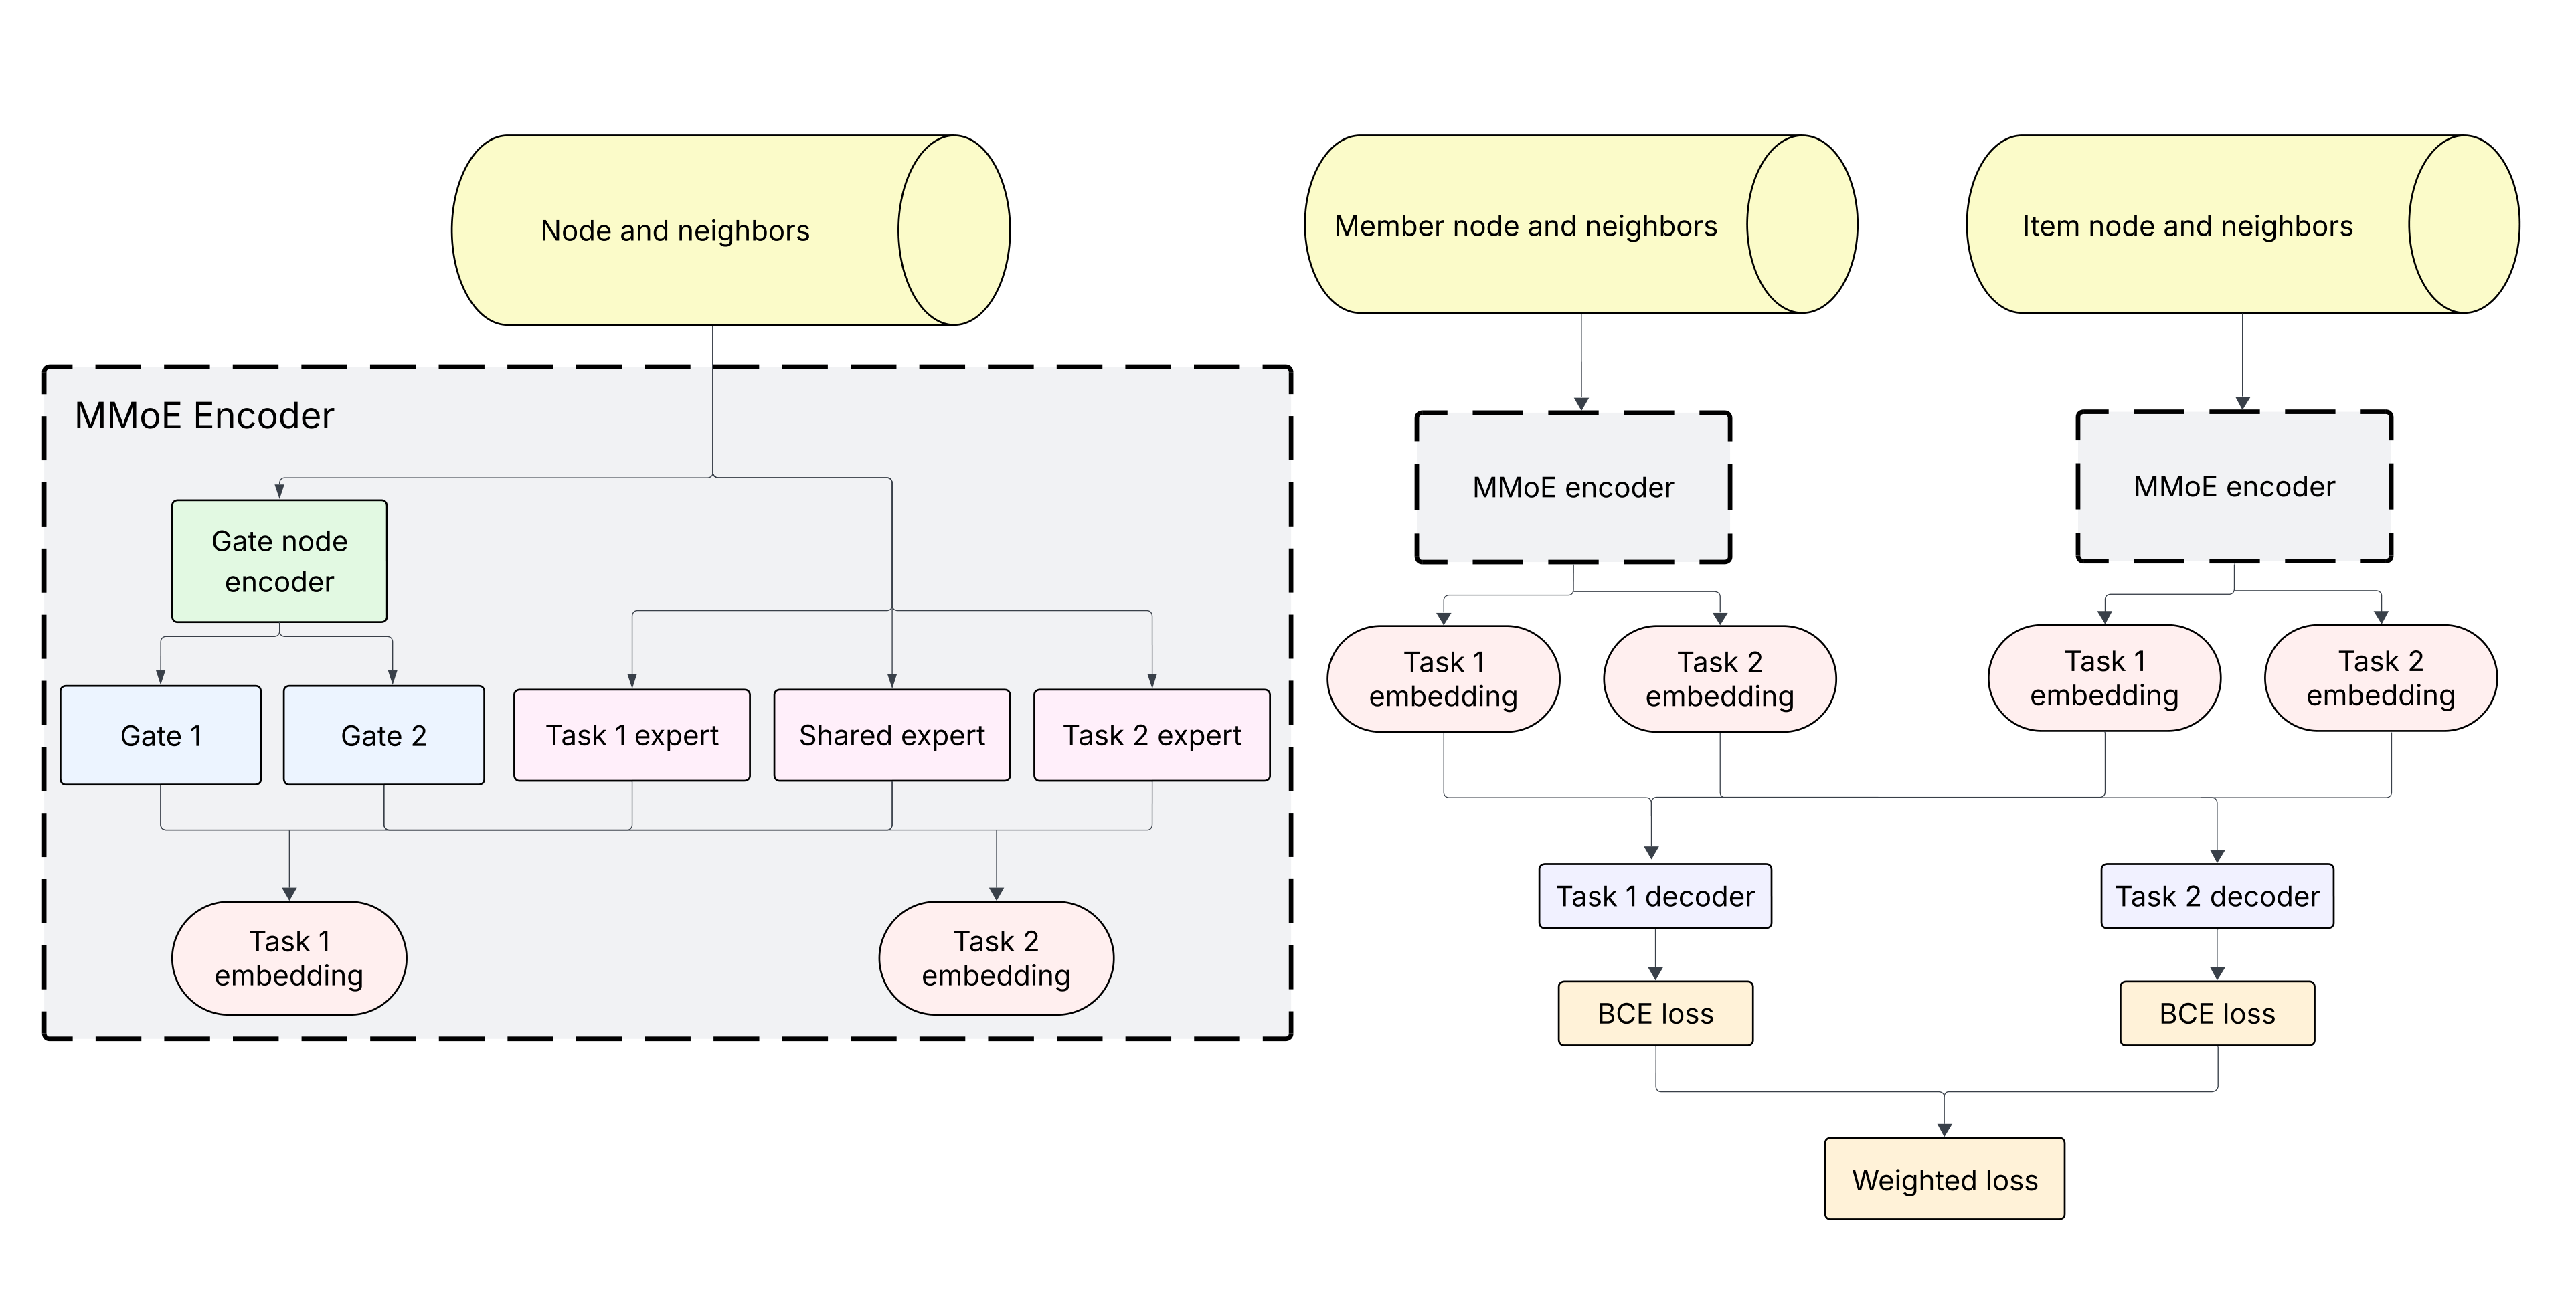 Node and neighbors
MMoE Encoder
Gate node
encoder
Gate 1
Gate 2
Task 1 expert
Shared expert
Task 2 expert
Task 1
embedding
Task 2
embedding
Member node and neighbors
Item node and neighbors
MMoE encoder
MMoE encoder
Task 1
embedding
Task 2
embedding
Task 1
embedding
Task 2
embedding
Task 1 decoder
Task 2 decoder
BCE loss
BCE loss
Weighted loss